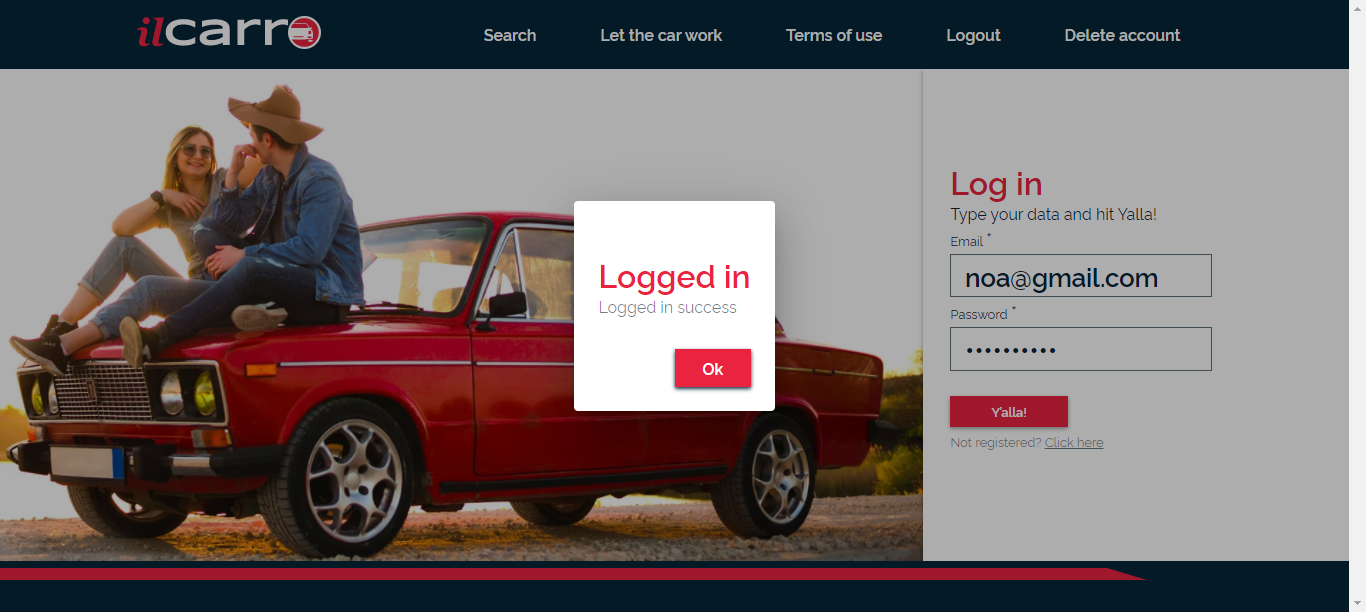 ilcarro
Search
Let the car work
Terms of use
Logout
Delete account
Logged in
Logged in success
Ok
Log in
Type your data and hit Yalla!
Email *
noa@gmail.com
Password *
••••••••••
Y'alla!
Not registered? Click here